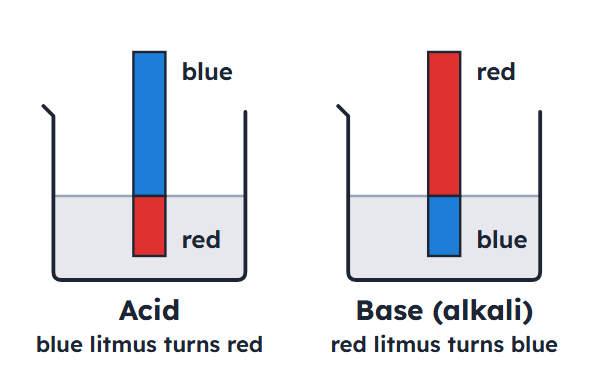 blue
red
Acid
blue litmus turns red
red
blue
Base (alkali)
red litmus turns blue